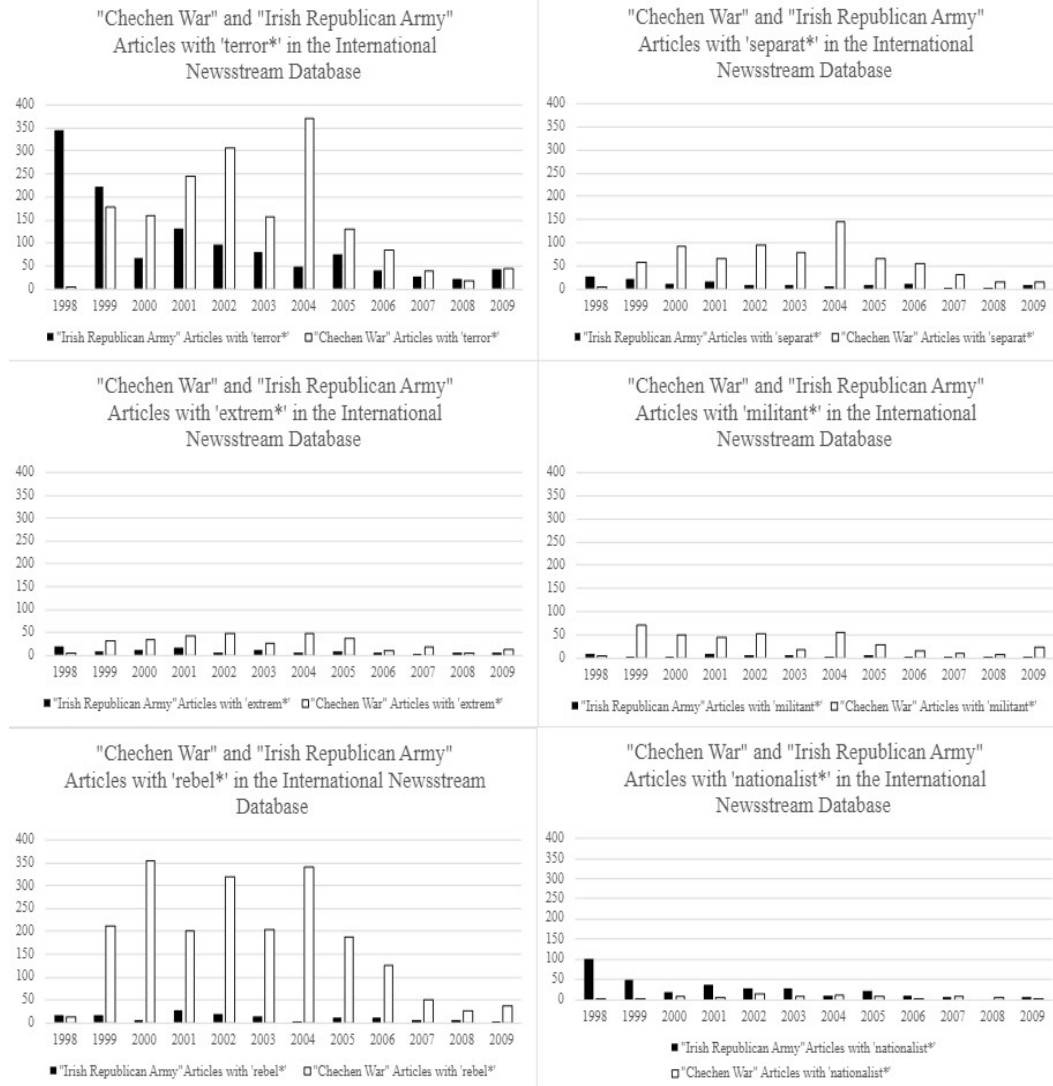 "Chechen War" and "Irish Republican Army"
Articles with 'terror*' in the International
Newsstream Database
400
350
300
250
200
150
100
50
0
1998 1999 2000 2001 2002 2003 2004 2005 2006 2007 2008 2009
"Irish Republican Army" Articles with 'terror*' "Chechen War" Articles with 'terror*'
"Chechen War" and "Irish Republican Army"
Articles with 'separat*' in the International
Newsstream Database
400
350
300
250
200
150
100
50
0
1998 1999 2000 2001 2002 2003 2004 2005 2006 2007 2008 2009
"Irish Republican Army"Articles with 'separat*' "Chechen War" Articles with 'separat*'
"Chechen War" and "Irish Republican Army"
Articles with 'extrem*' in the International
Newsstream Database
400
350
300
250
200
150
100
50
0
1998 1999 2000 2001 2002 2003 2004 2005 2006 2007 2008 2009
"Irish Republican Army"Articles with 'extrem*' "Chechen War" Articles with 'extrem*'
"Chechen War" and "Irish Republican Army"
Articles with 'militant*' in the International
Newsstream Database
400
350
300
250
200
150
100
50
0
1998 1999 2000 2001 2002 2003 2004 2005 2006 2007 2008 2009
"Irish Republican Army"Articles with 'militant*' "Chechen War" Articles with 'militant*'
"Chechen War" and "Irish Republican Army"
Articles with 'rebel*' in the International Newsstream
Database
400
350
300
250
200
150
100
50
0
1998 1999 2000 2001 2002 2003 2004 2005 2006 2007 2008 2009
"Irish Republican Army"Articles with 'rebel*' "Chechen War" Articles with 'rebel*'
"Chechen War" and "Irish Republican Army"
Articles with 'nationalist*' in the International
Newsstream Database
400
350
300
250
200
150
100
50
0
1998 1999 2000 2001 2002 2003 2004 2005 2006 2007 2008 2009
"Irish Republican Army"Articles with 'nationalist*'
"Chechen War" Articles with 'nationalist*'